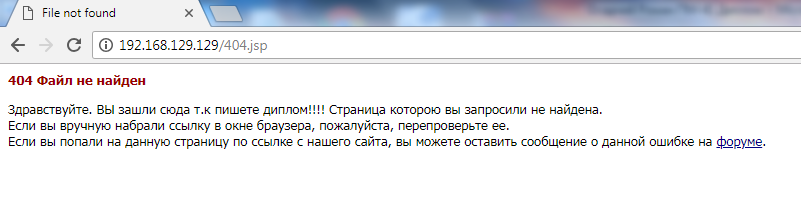 File not found
192.168.129.129/404.jsp
404 Файл не найден
Здравствуйте. ВЫ зашли сюда т.к пишете диплом!!!! Страница которою вы запросили не найдена.
Если вы вручную набрали ссылку в окне браузера, пожалуйста, перепроверьте ее.
Если вы попали на данную страницу по ссылке с нашего сайта, вы можете оставить сообщение о данной ошибке на форуме.